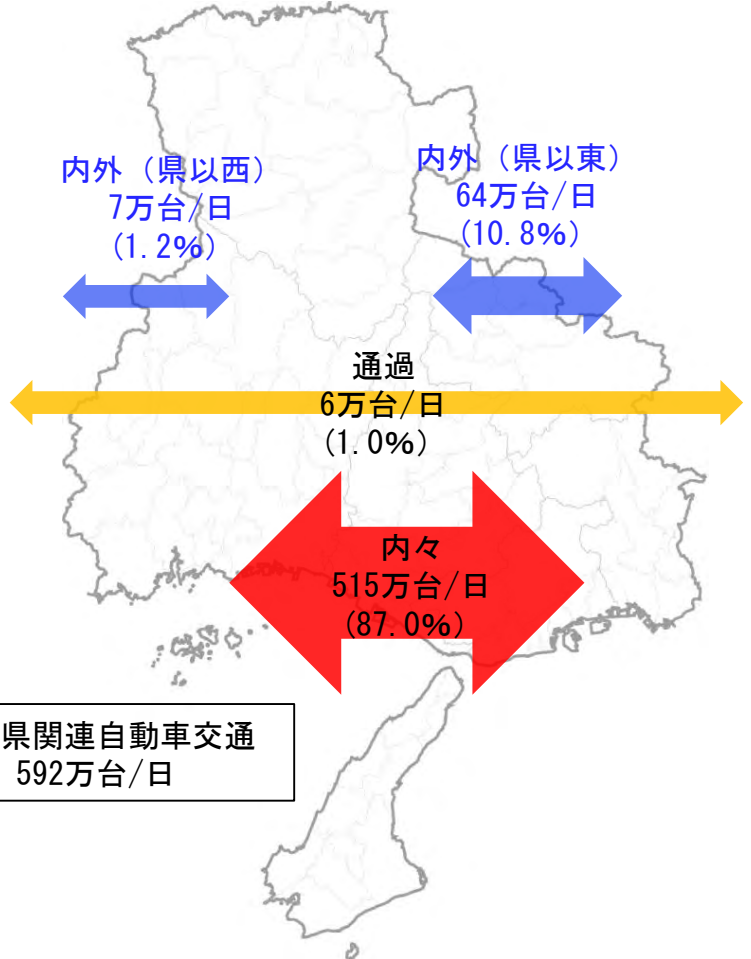 内外（県以西）
7万台/日
(1.2%)
内外（県以東）
64万台/日
(10.8%)
通過
6万台/日
(1.0%)
内々
515万台/日
(87.0%)
県関連自動車交通
592万台/日